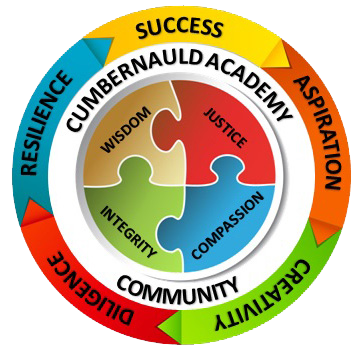 SUCCESS
ASPIRATION
CREATIVITY
DILIGENCE
RESILIENCE
CUMBERNAULD ACADEMY
COMMUNITY
WISDOM
JUSTICE
INTEGRITY
COMPASSION